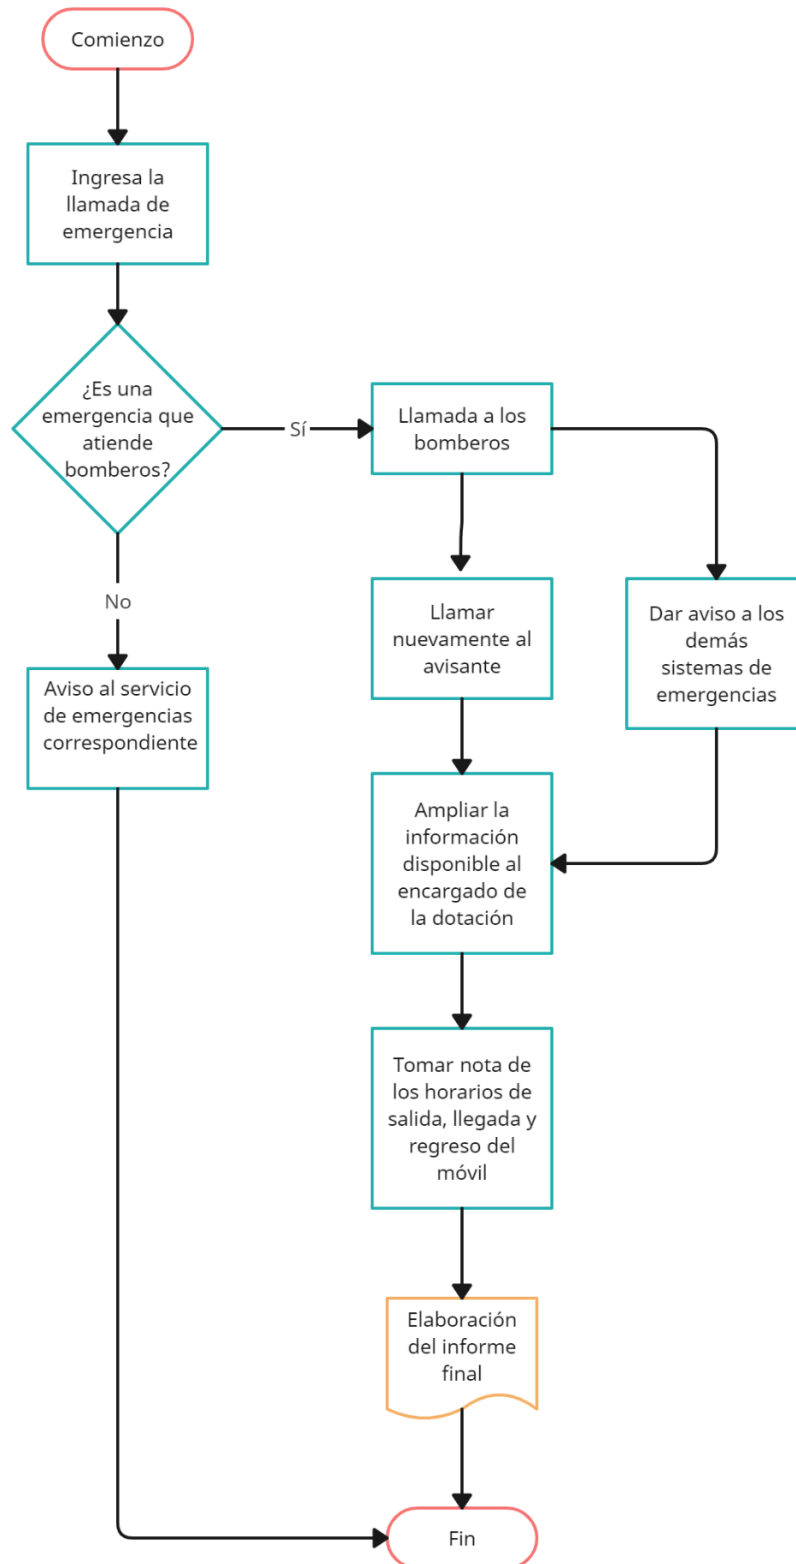 Comienzo
Ingresa la
llamada de
emergencia
¿Es una
emergencia que
atiende
bomberos?
Sí
No
Aviso al servicio
de emergencias
correspondiente
Llamada a los
bomberos
Llamar
nuevamente al
avisante
Dar aviso a los
demás
sistemas de
emergencias
Ampliar la
información
disponible al
encargado de
la dotación
Tomar nota de
los horarios de
salida, llegada y
regreso del
móvil
Elaboración
del informe
final
Fin